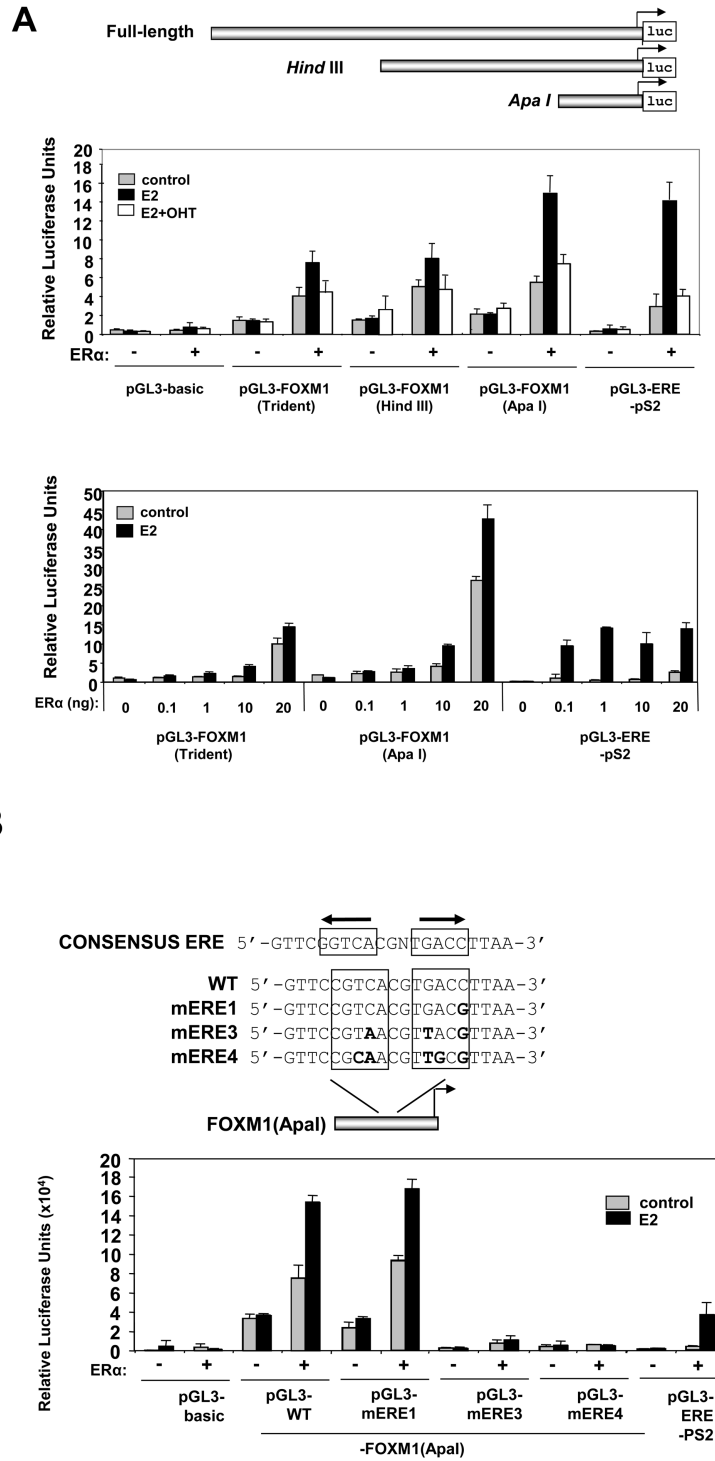 A
Full-length
luc
Hind III
luc
Apa I
luc
Relative Luciferase Units
20
18
16
14
12
10
8
6
4
2
0
control
E2
E2+OHT
ERα: - + - + - + - + - +
pGL3-basic
pGL3-FOXM1
(Trident)
pGL3-FOXM1
(Hind III)
pGL3-FOXM1
(Apa I)
pGL3-ERE
-pS2
Relative Luciferase Units
50
45
40
35
30
25
20
15
10
5
0
control
E2
ERα (ng): 0 0.1 1 10 20 0 0.1 1 10 20 0 0.1 1 10 20
pGL3-FOXM1
(Trident)
pGL3-FOXM1
(Apa I)
pGL3-ERE
-pS2
CONSENSUS ERE 5′-GTTCGGTCACGNTGACCTTAA-3′
WT 5′-GTTCCGTCACGTGACCTTAA-3′
mERE1 5′-GTTCCGTCACGTGACGTTAA-3′
mERE3 5′-GTTCCGTAACGTTACGTTAA-3′
mERE4 5′-GTTCCGCAACGTTGCGTTAA-3′
FOXM1(ApaI)
Relative Luciferase Units (x10⁴)
20
18
16
14
12
10
8
6
4
2
0
control
E2
ERα: - + - + - + - + - + - +
pGL3-
basic
pGL3-
WT
pGL3-
mERE1
pGL3-
mERE3
pGL3-
mERE4
pGL3-
ERE
-PS2
-FOXM1(ApaI)